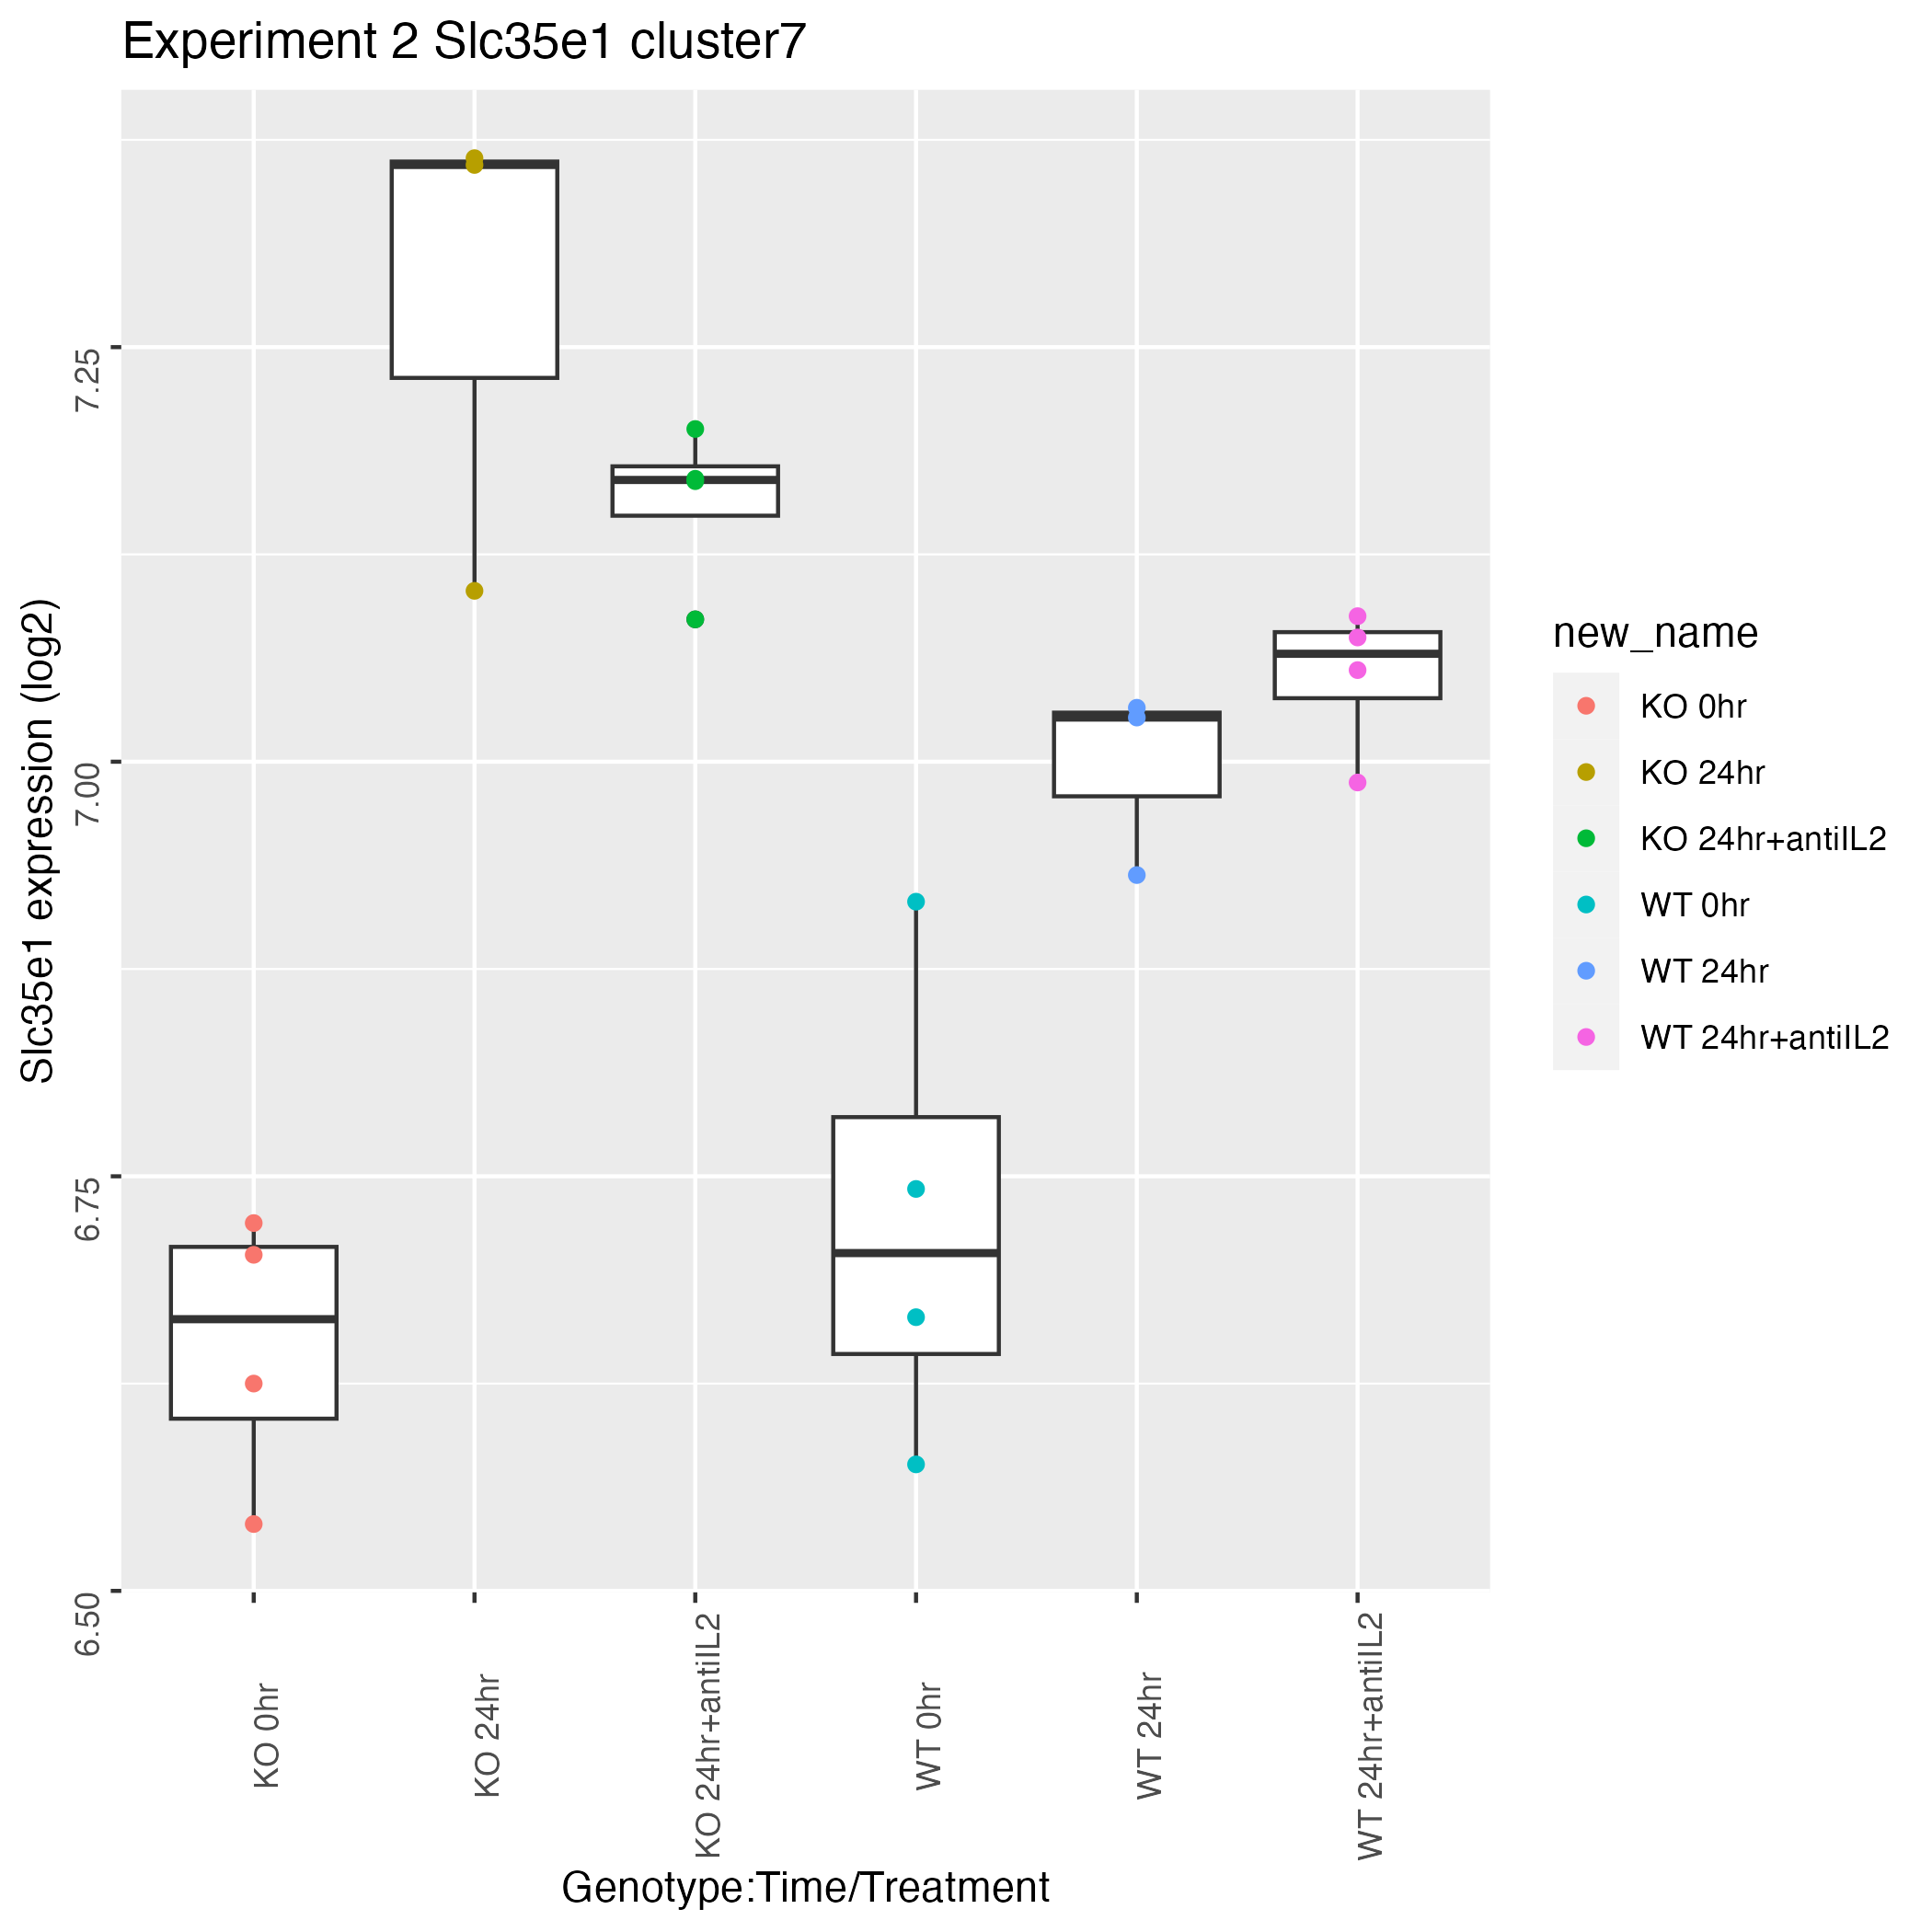 Experiment 2 Slc35e1 cluster7
Slc35e1 expression (log2)
7.25
7.00
6.75
6.50
KO 0hr
KO 24hr
KO 24hr+antiIL2
WT 0hr
WT 24hr
WT 24hr+antiIL2
Genotype:Time/Treatment
new_name
KO 0hr
KO 24hr
KO 24hr+antiIL2
WT 0hr
WT 24hr
WT 24hr+antiIL2